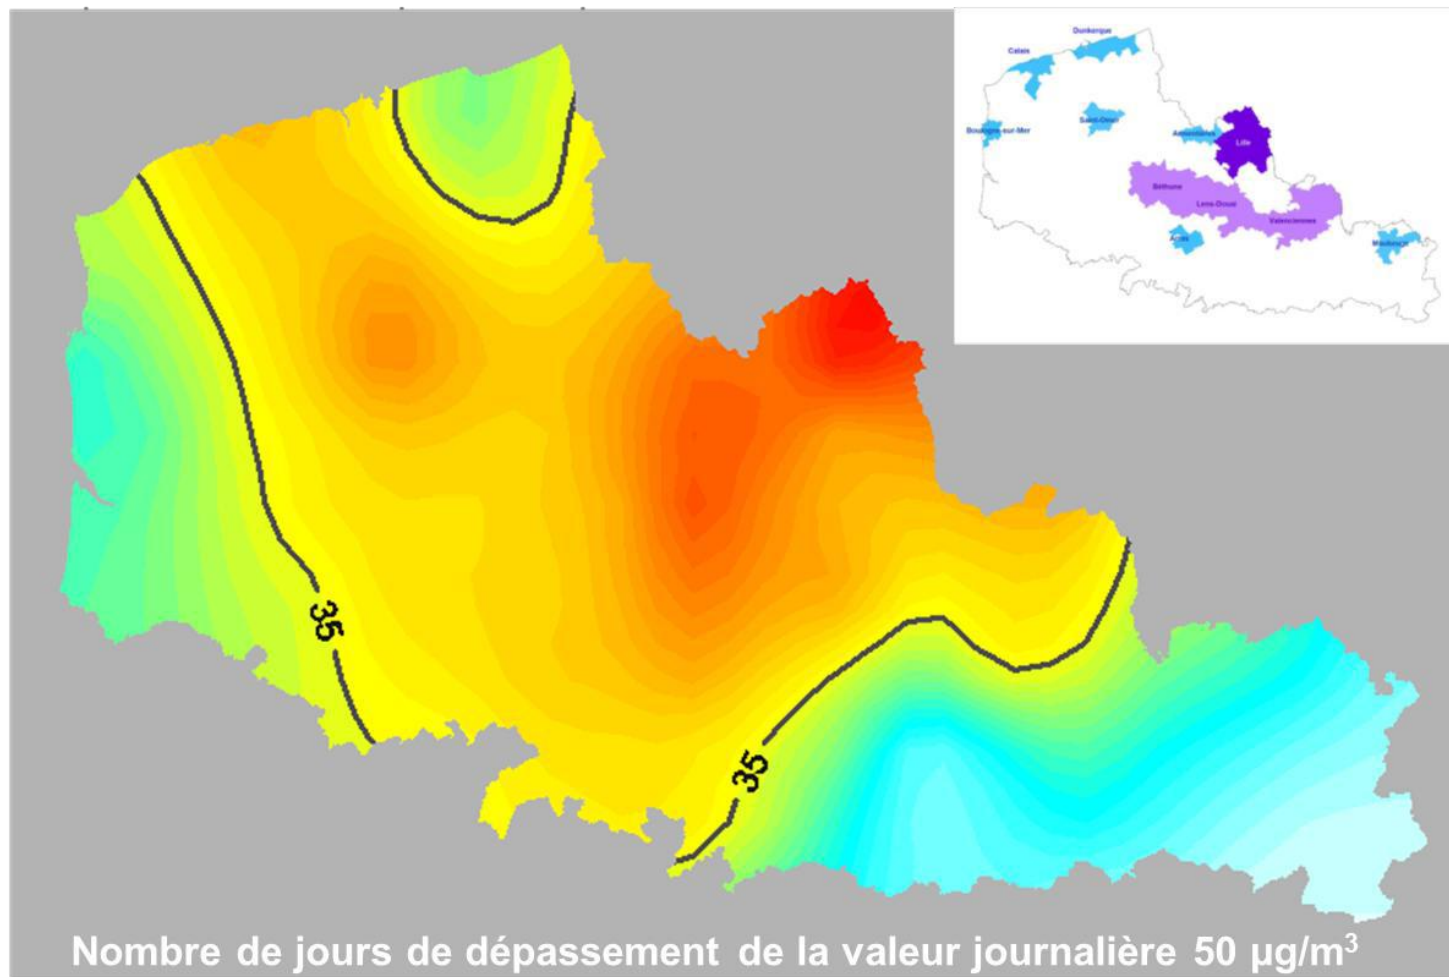 Dunkerque
Calais
Boulogne-sur-Mer
Saint-Omer
Armentières
Lille
Béthune
Lens-Douai
Valenciennes
Arras
Maubeuge
35
35
Nombre de jours de dépassement de la valeur journalière 50 µg/m³